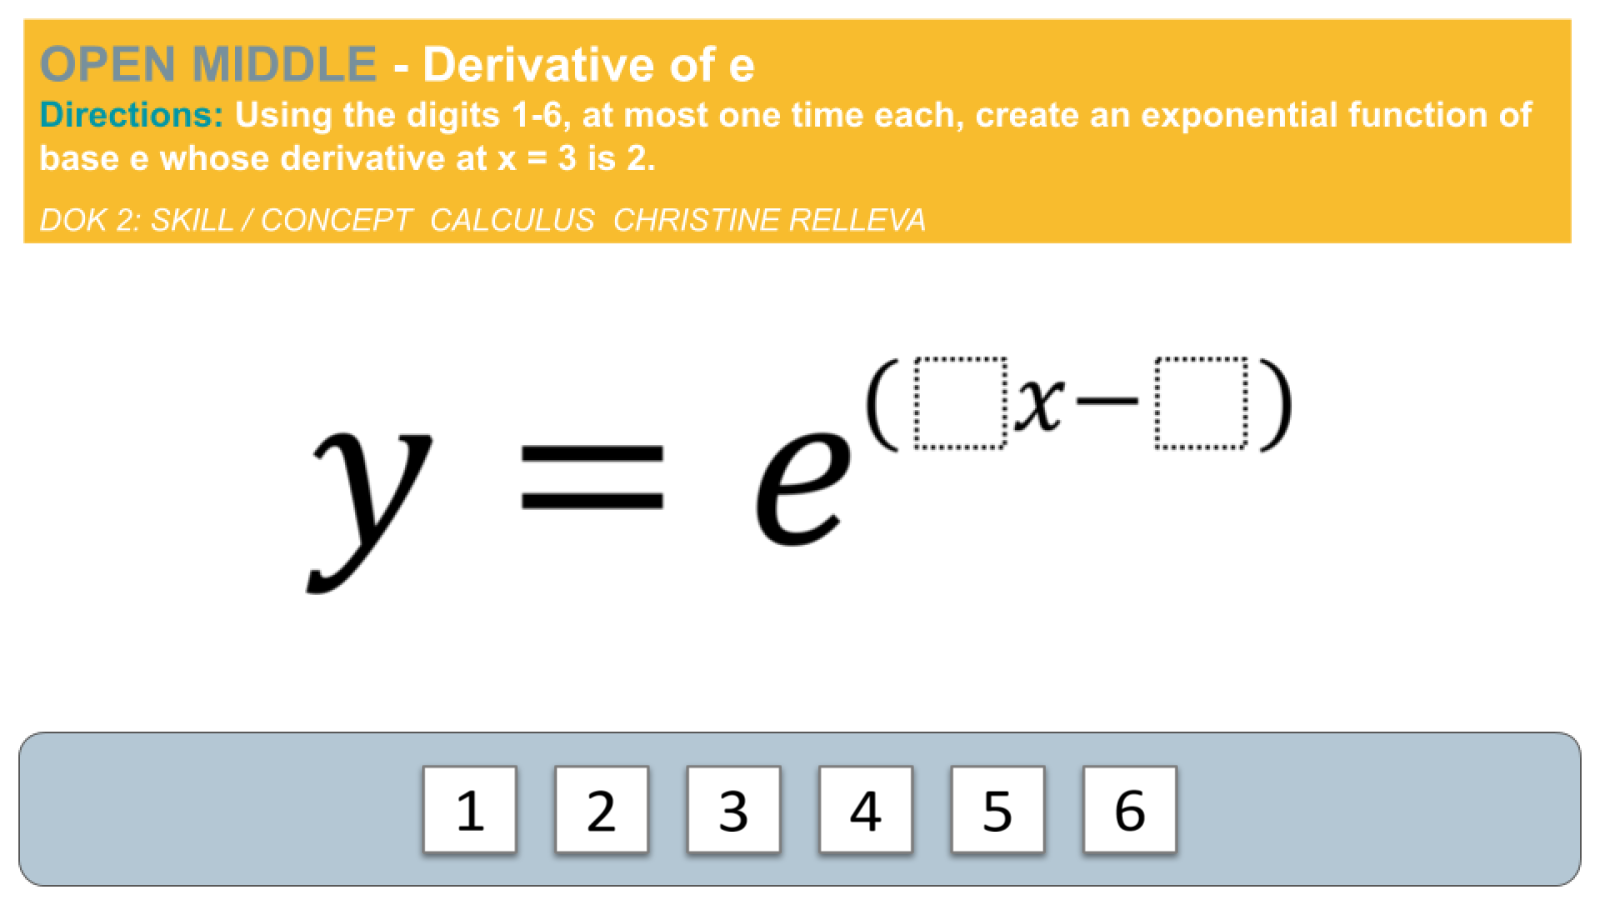 OPEN MIDDLE - Derivative of e
Directions: Using the digits 1-6, at most one time each, create an exponential function of
base e whose derivative at x = 3 is 2.
DOK 2: SKILL / CONCEPT CALCULUS CHRISTINE RELLEVA
y = e^(□x−□)
1 2 3 4 5 6